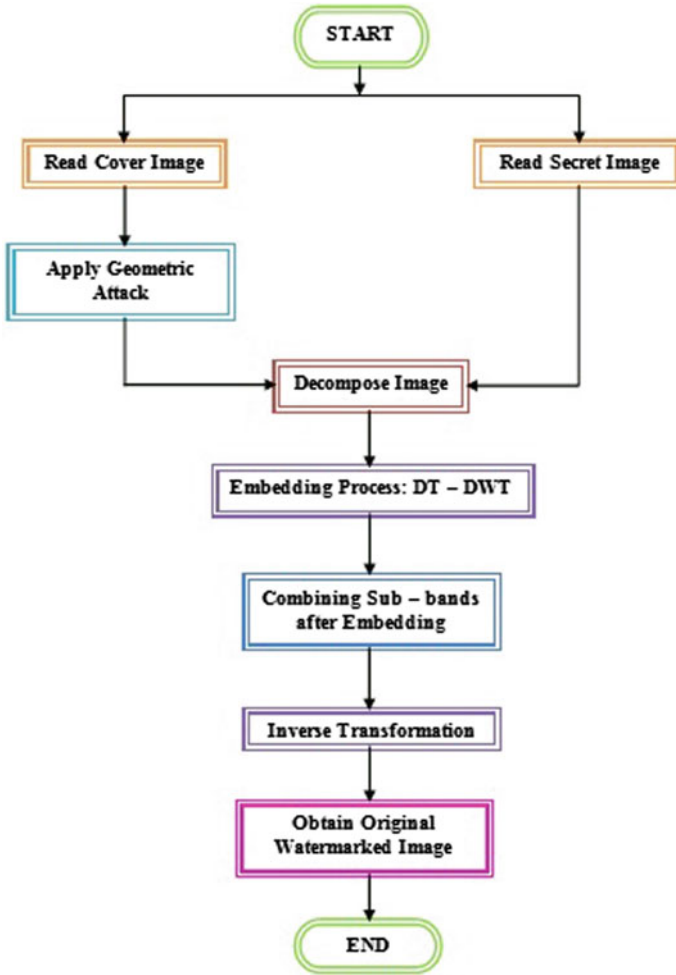 START
Read Cover Image
Read Secret Image
Apply Geometric
Attack
Decompose Image
Embedding Process: DT – DWT
Combining Sub – bands
after Embedding
Inverse Transformation
Obtain Original
Watermarked Image
END